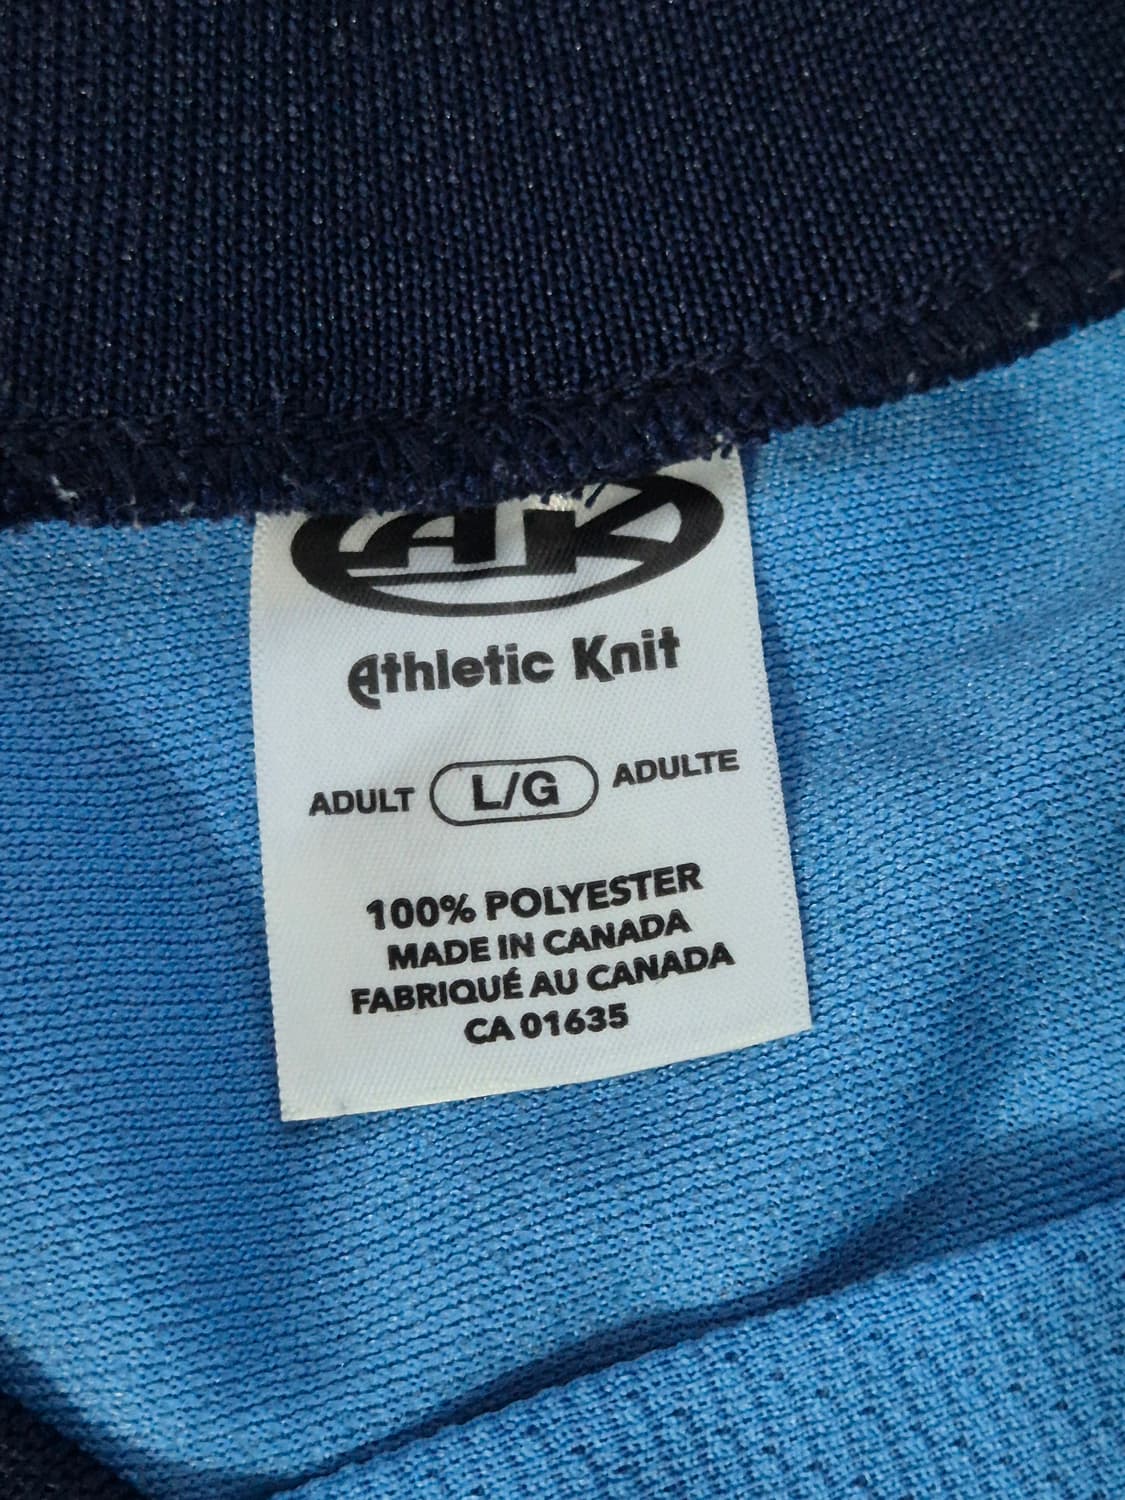 AK
Athletic Knit
ADULT L/G ADULTE
100% POLYESTER
MADE IN CANADA
FABRIQUÉ AU CANADA
CA 01635